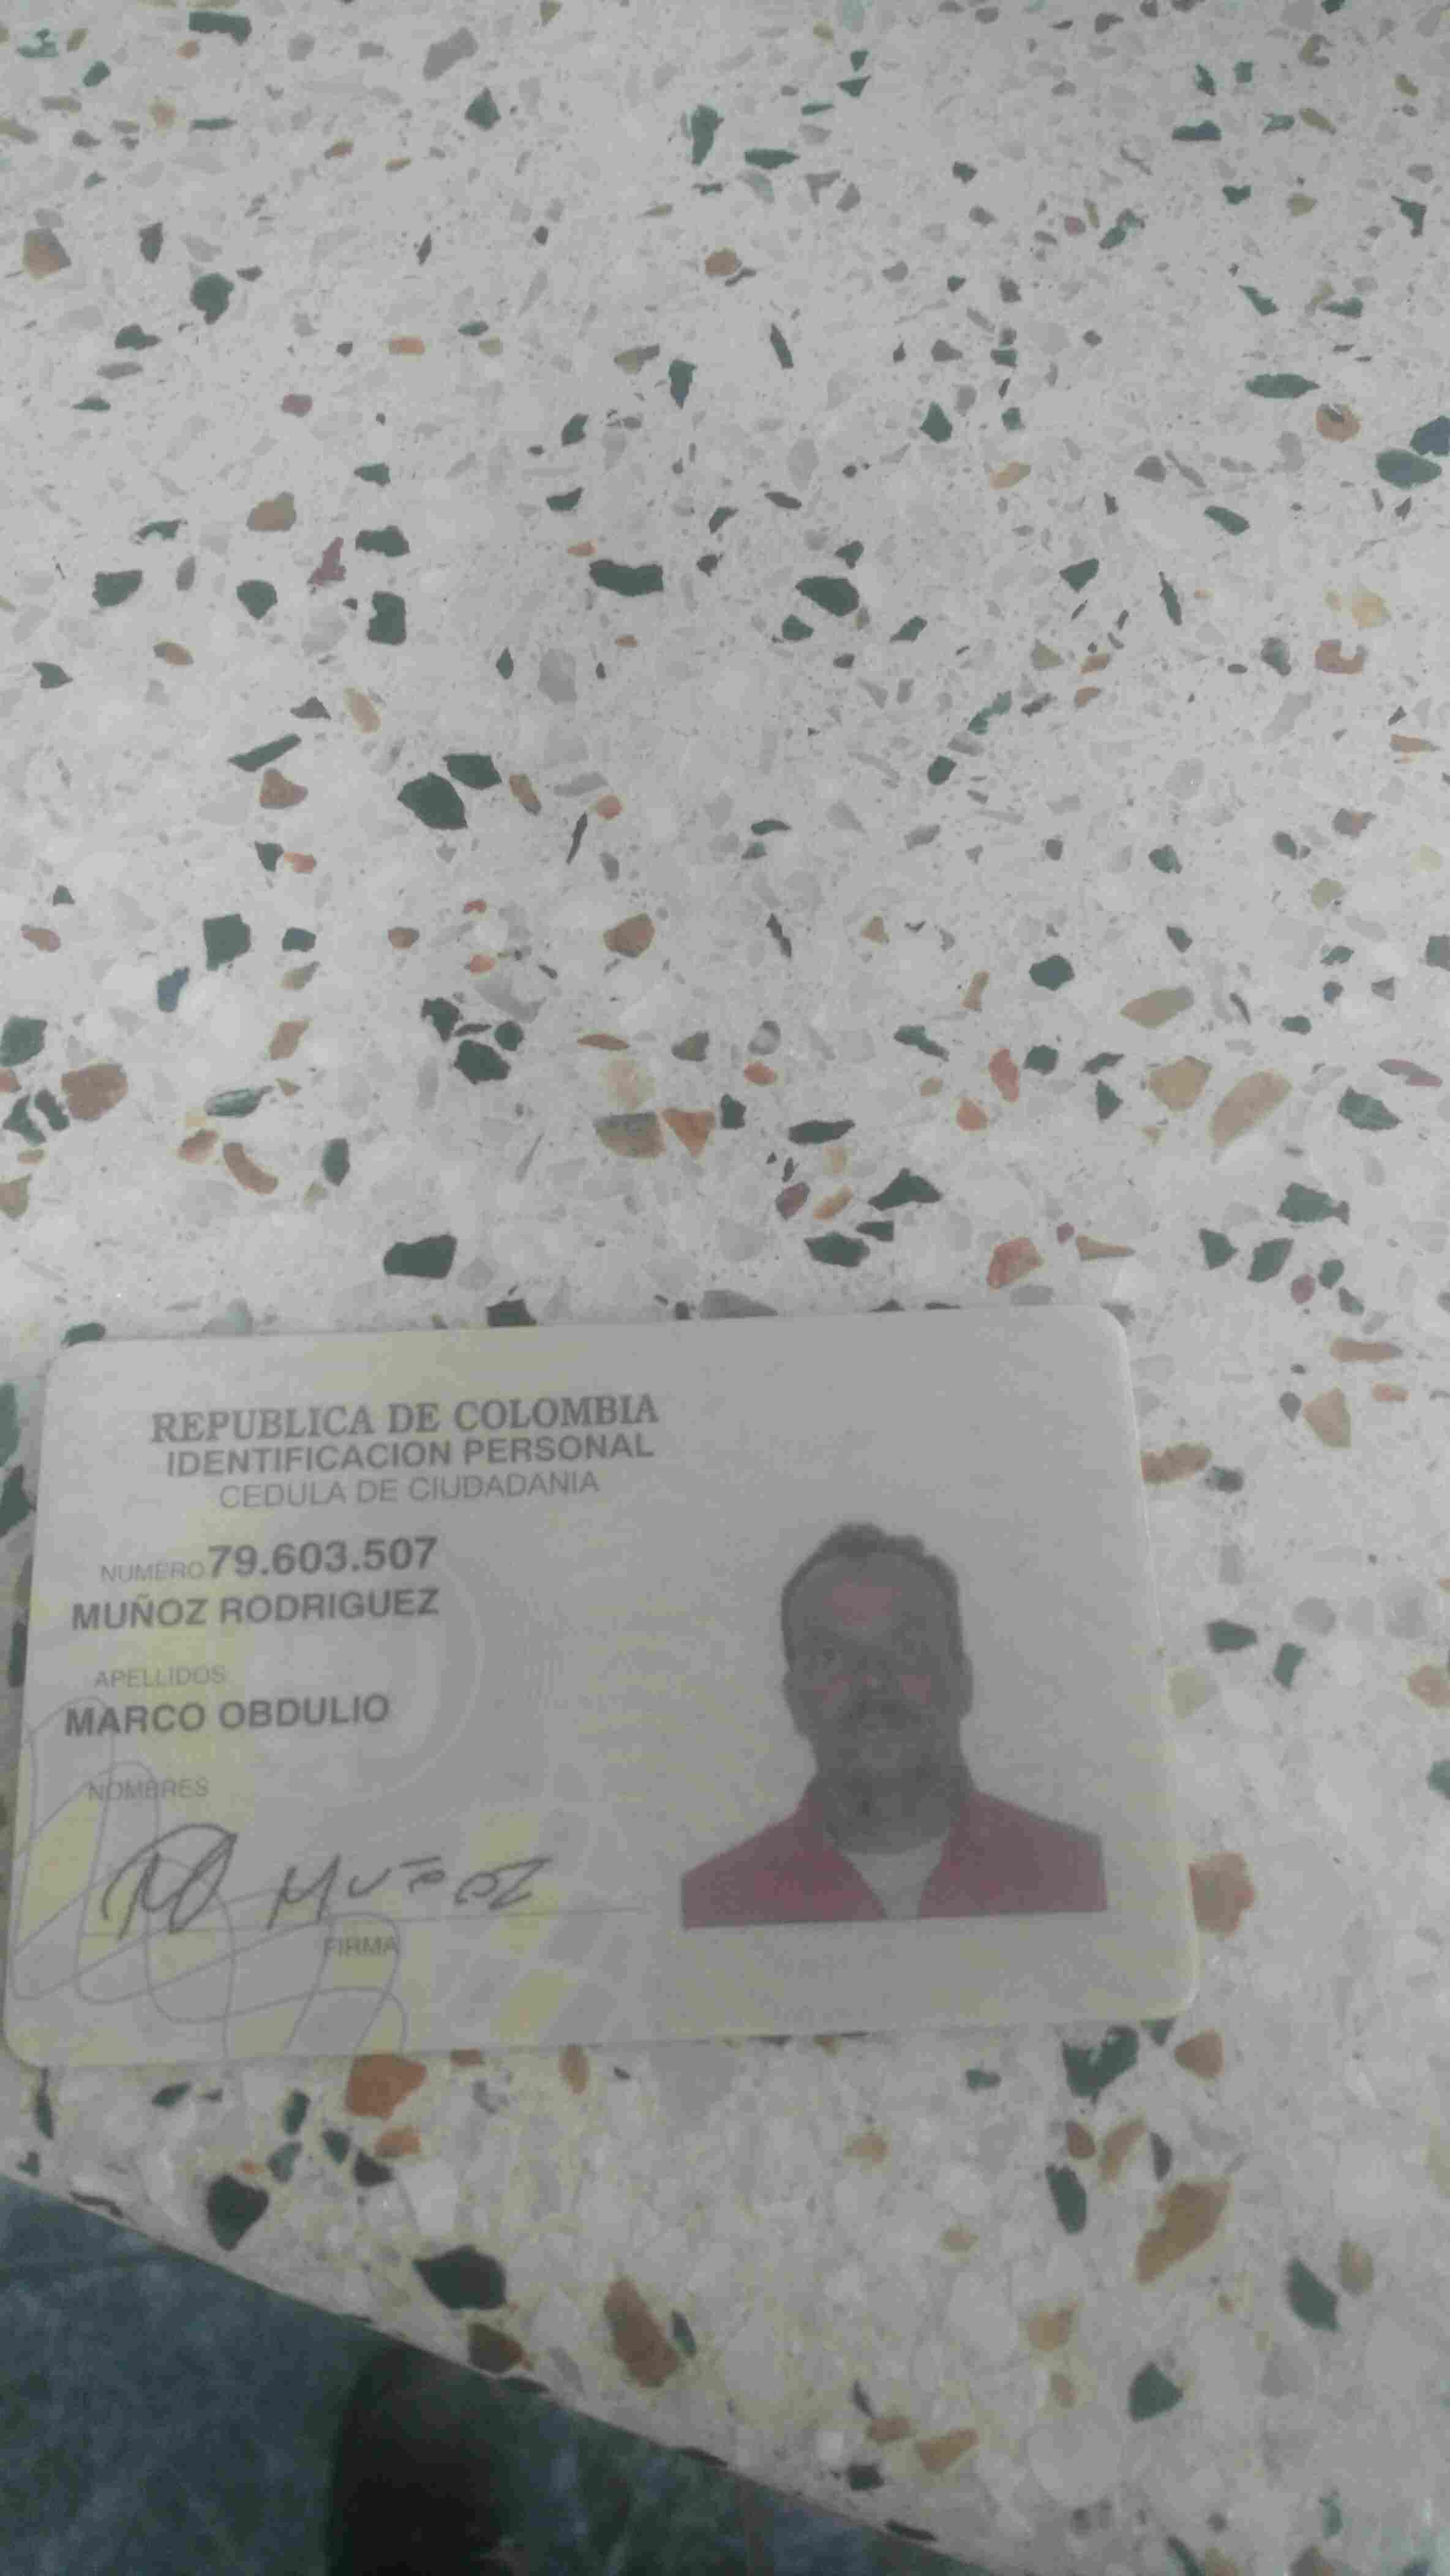 REPUBLICA DE COLOMBIA
IDENTIFICACION PERSONAL
CEDULA DE CIUDADANIA
NUMERO 79.603.507
MUÑOZ RODRIGUEZ
APELLIDOS
MARCO OBDULIO
NOMBRES
M Muñoz
FIRMA